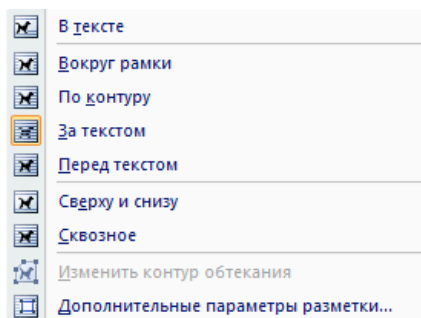 В тексте
Вокруг рамки
По контуру
За текстом
Перед текстом
Сверху и снизу
Сквозное
Изменить контур обтекания
Дополнительные параметры разметки...